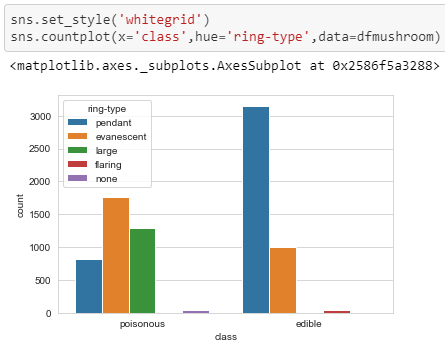 sns.set_style('whitegrid')
sns.countplot(x='class',hue='ring-type',data=dfmushroom)
<matplotlib.axes._subplots.AxesSubplot at 0x2586f5a3288>
ring-type
pendant
evanescent
large
flaring
none
3000
2500
2000
1500
1000
500
0
count
poisonous edible
class